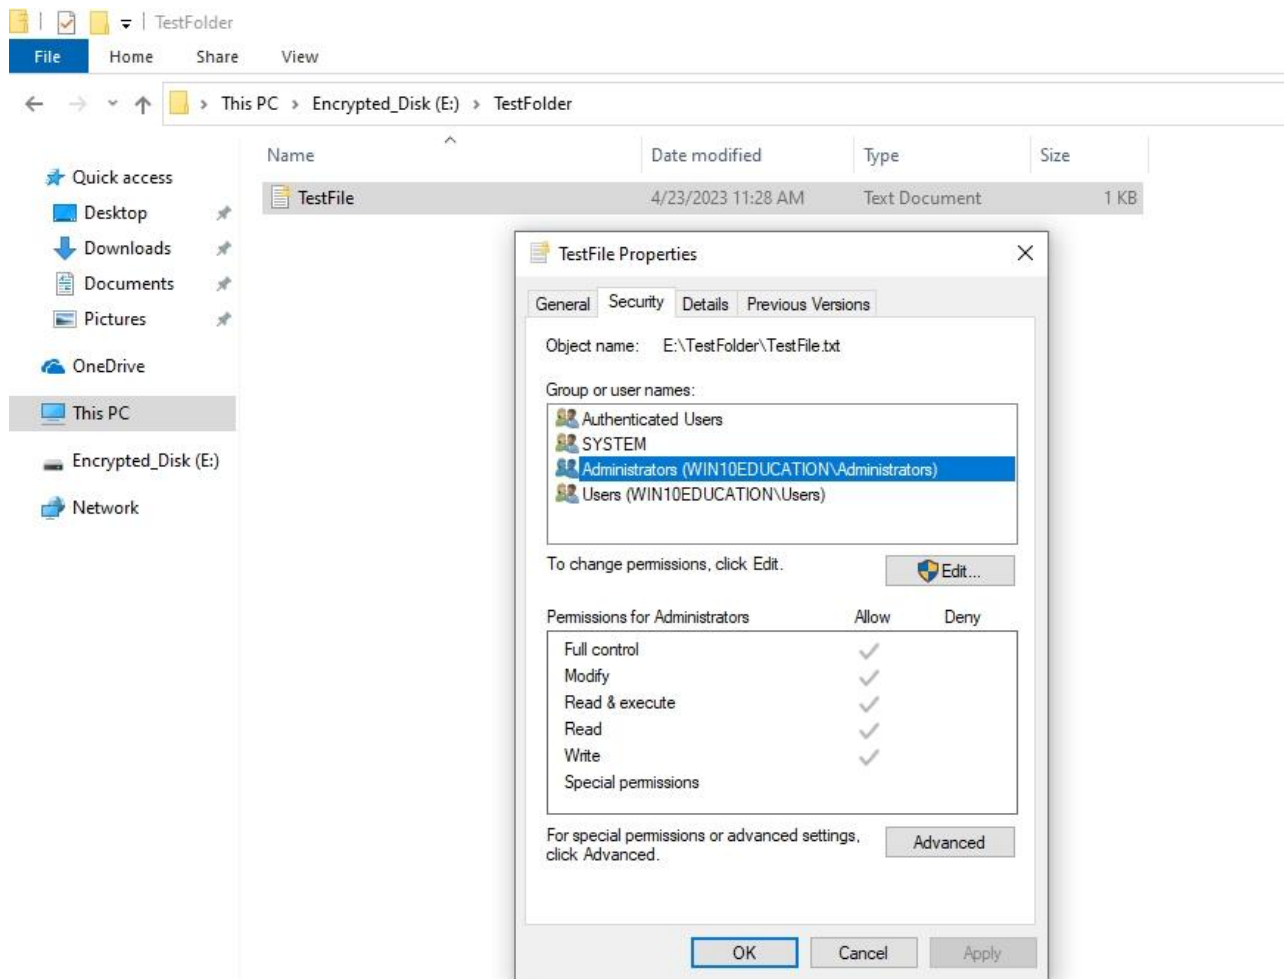 TestFolder
File Home Share View
This PC > Encrypted_Disk (E:) > TestFolder
Name Date modified Type Size
Quick access
TestFile 4/23/2023 11:28 AM Text Document 1 KB
Desktop
Downloads
Documents
Pictures
OneDrive
This PC
Encrypted_Disk (E:)
Network
TestFile Properties
General Security Details Previous Versions
Object name: E:\TestFolder\TestFile.txt
Group or user names:
Authenticated Users
SYSTEM
Administrators (WIN10EDUCATION\Administrators)
Users (WIN10EDUCATION\Users)
To change permissions, click Edit.
Edit...
Permissions for Administrators Allow Deny
Full control
Modify
Read & execute
Read
Write
Special permissions
For special permissions or advanced settings,
click Advanced.
Advanced
OK Cancel Apply